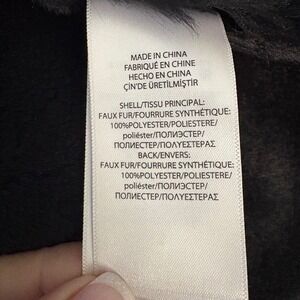 MADE IN CHINA
FABRIQUÉ EN CHINE
HECHO EN CHINA
ÇİN'DE ÜRETİLMİŞTİR
SHELL/TISSU PRINCIPAL:
FAUX FUR/FOURRURE SYNTHÉTIQUE:
100%POLYESTER/POLIESTERE/
poliéster/ПОЛИЭСТЕР/
ПОЛИЕСТЕР/ΠΟΛΥΕΣΤΕΡΑΣ
BACK/ENVERS:
FAUX FUR/FOURRURE SYNTHÉTIQUE:
100%POLYESTER/POLIESTERE/
poliéster/ПОЛИЭСТЕР/
ПОЛИЕСТЕР/ΠΟΛΥΕΣΤΕΡΑΣ